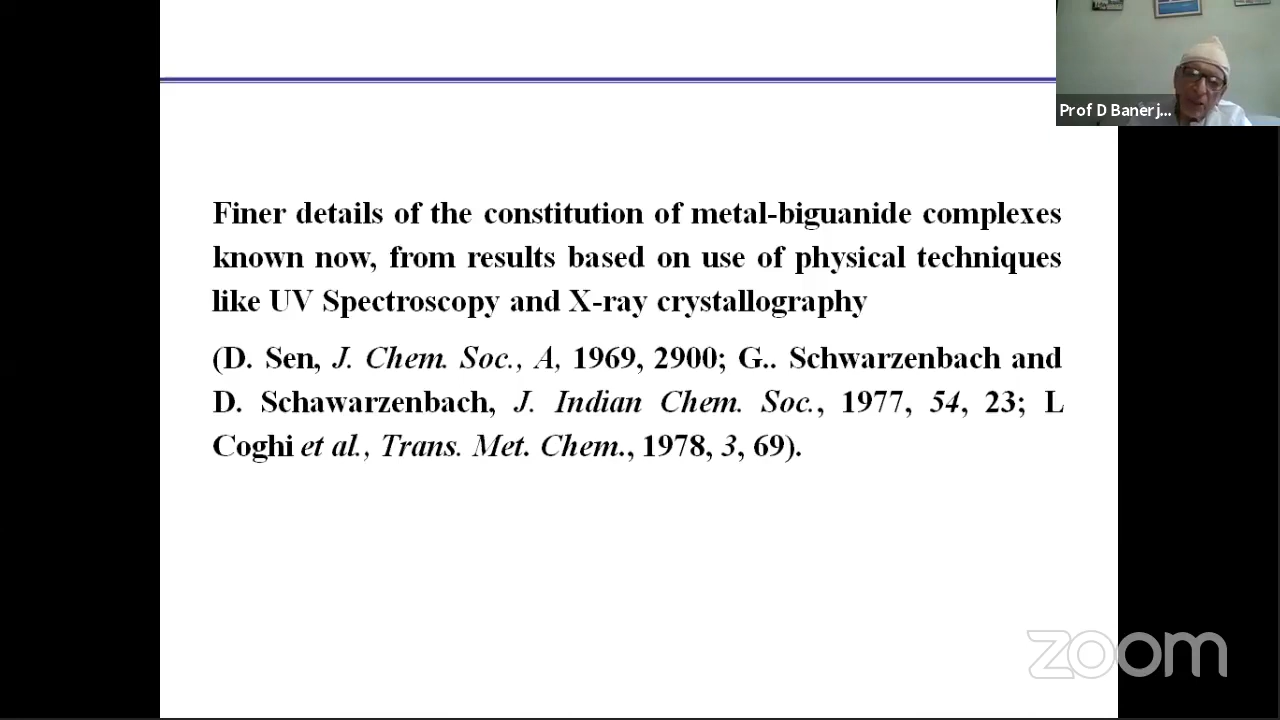 Prof D Banerj...
Finer details of the constitution of metal-biguanide complexes
known now, from results based on use of physical techniques
like UV Spectroscopy and X-ray crystallography
(D. Sen, J. Chem. Soc., A, 1969, 2900; G.. Schwarzenbach and
D. Schawarzenbach, J. Indian Chem. Soc., 1977, 54, 23; L
Coghi et al., Trans. Met. Chem., 1978, 3, 69).
zoom